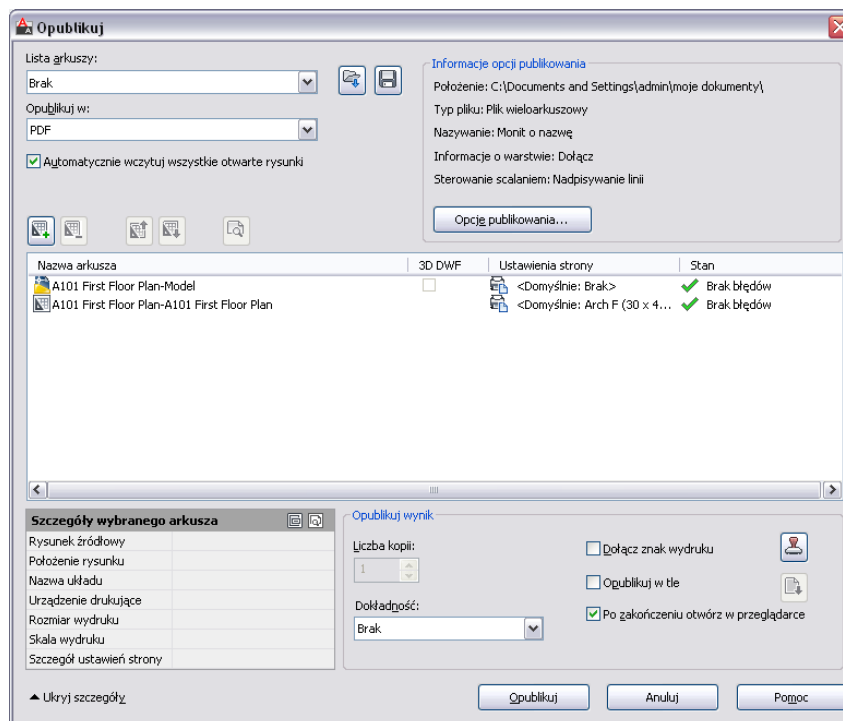 Opublikuj
Lista arkuszy:
Brak
Opublikuj w:
PDF
Automatycznie wczytuj wszystkie otwarte rysunki
Informacje opcji publikowania
Położenie: C:\Documents and Settings\admin\moje dokumenty\
Typ pliku: Plik wieloarkuszowy
Nazywanie: Monit o nazwę
Informacje o warstwie: Dołącz
Sterowanie scalaniem: Nadpisywanie linii
Opcje publikowania...
Nazwa arkusza 3D DWF Ustawienia strony Stan
A101 First Floor Plan-Model <Domyślnie: Brak> Brak błędów
A101 First Floor Plan-A101 First Floor Plan <Domyślnie: Arch F (30 x 4... Brak błędów
Szczegóły wybranego arkusza
Rysunek źródłowy
Położenie rysunku
Nazwa układu
Urządzenie drukujące
Rozmiar wydruku
Skala wydruku
Szczegół ustawień strony
Ukryj szczegóły
Opublikuj wynik
Liczba kopii:
1
Dokładność:
Brak
Dołącz znak wydruku
Opublikuj w tle
Po zakończeniu otwórz w przeglądarce
Opublikuj Anuluj Pomoc